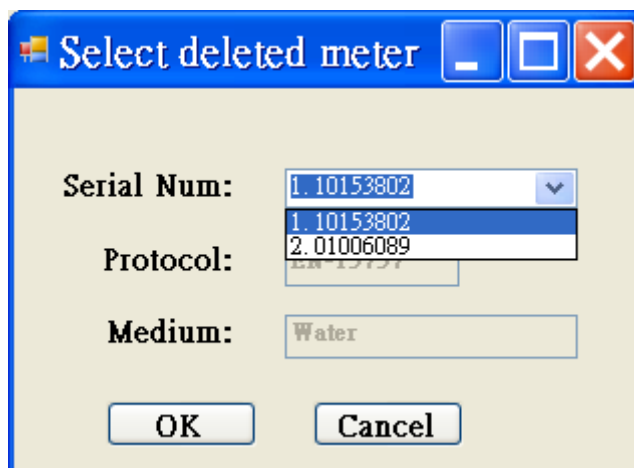 Select deleted meter
Serial Num: 1.10153802
1.10153802
2.01006089
Protocol:
Medium: Water
OK Cancel